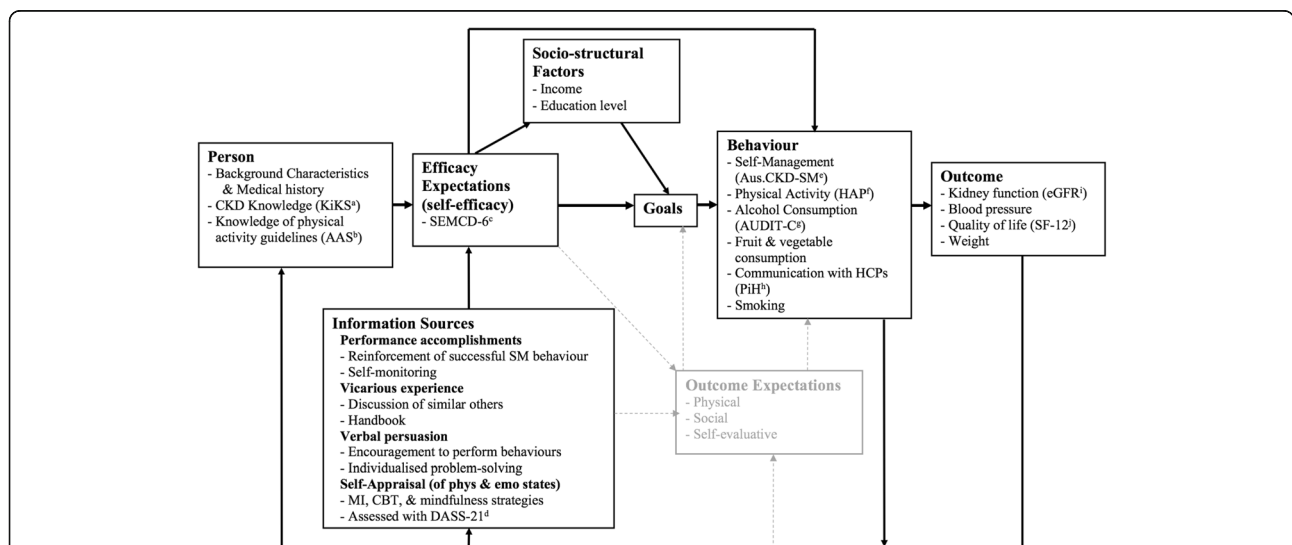 Socio-structural
Factors
- Income
- Education level
Person
- Background Characteristics
& Medical history
- CKD Knowledge (KiKSᵃ)
- Knowledge of physical
activity guidelines (AASᵇ)
Efficacy
Expectations
(self-efficacy)
- SEMCD-6ᶜ
Goals
Behaviour
- Self-Management
(Aus.CKD-SMᵉ)
- Physical Activity (HAPᶠ)
- Alcohol Consumption
(AUDIT-Cᵍ)
- Fruit & vegetable
consumption
- Communication with HCPs
(PiHʰ)
- Smoking
Outcome
- Kidney function (eGFRⁱ)
- Blood pressure
- Quality of life (SF-12ʲ)
- Weight
Information Sources
Performance accomplishments
- Reinforcement of successful SM behaviour
- Self-monitoring
Vicarious experience
- Discussion of similar others
- Handbook
Verbal persuasion
- Encouragement to perform behaviours
- Individualised problem-solving
Self-Appraisal (of phys & emo states)
- MI, CBT, & mindfulness strategies
- Assessed with DASS-21ᵈ
Outcome Expectations
- Physical
- Social
- Self-evaluative